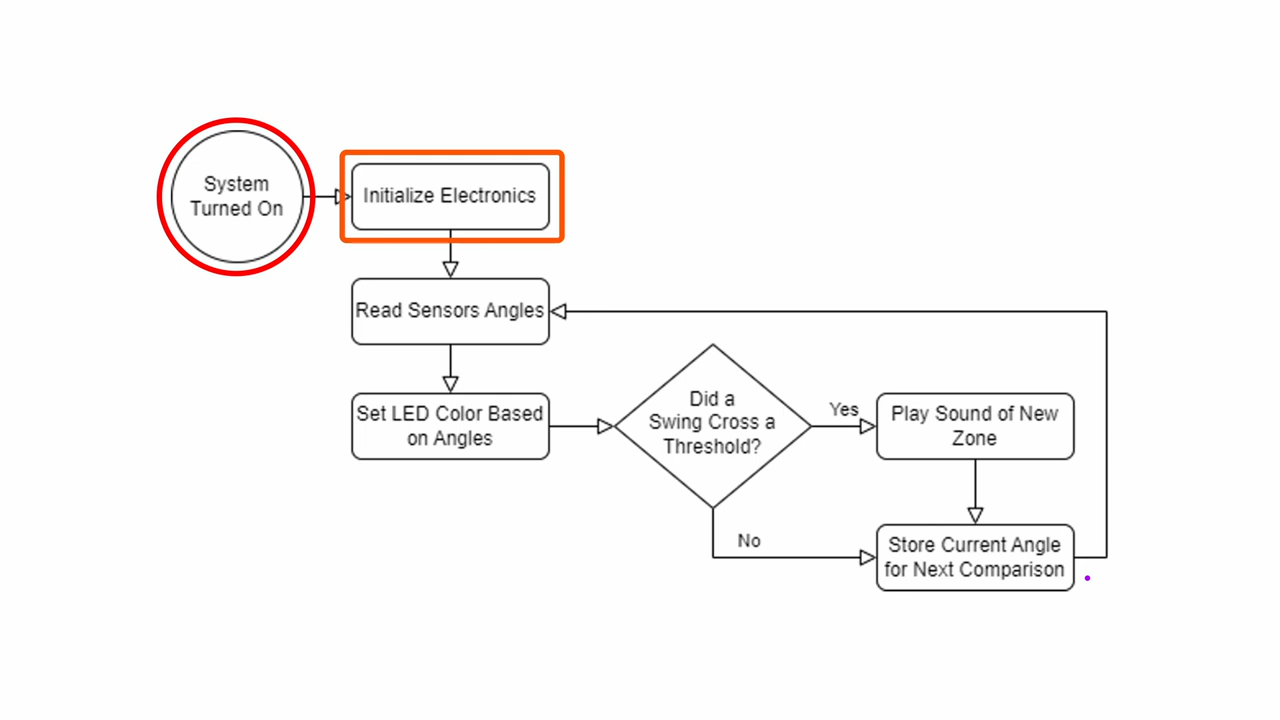 System
Turned On
Initialize Electronics
Read Sensors Angles
Set LED Color Based
on Angles
Did a
Swing Cross a
Threshold?
Yes
Play Sound of New
Zone
No
Store Current Angle
for Next Comparison